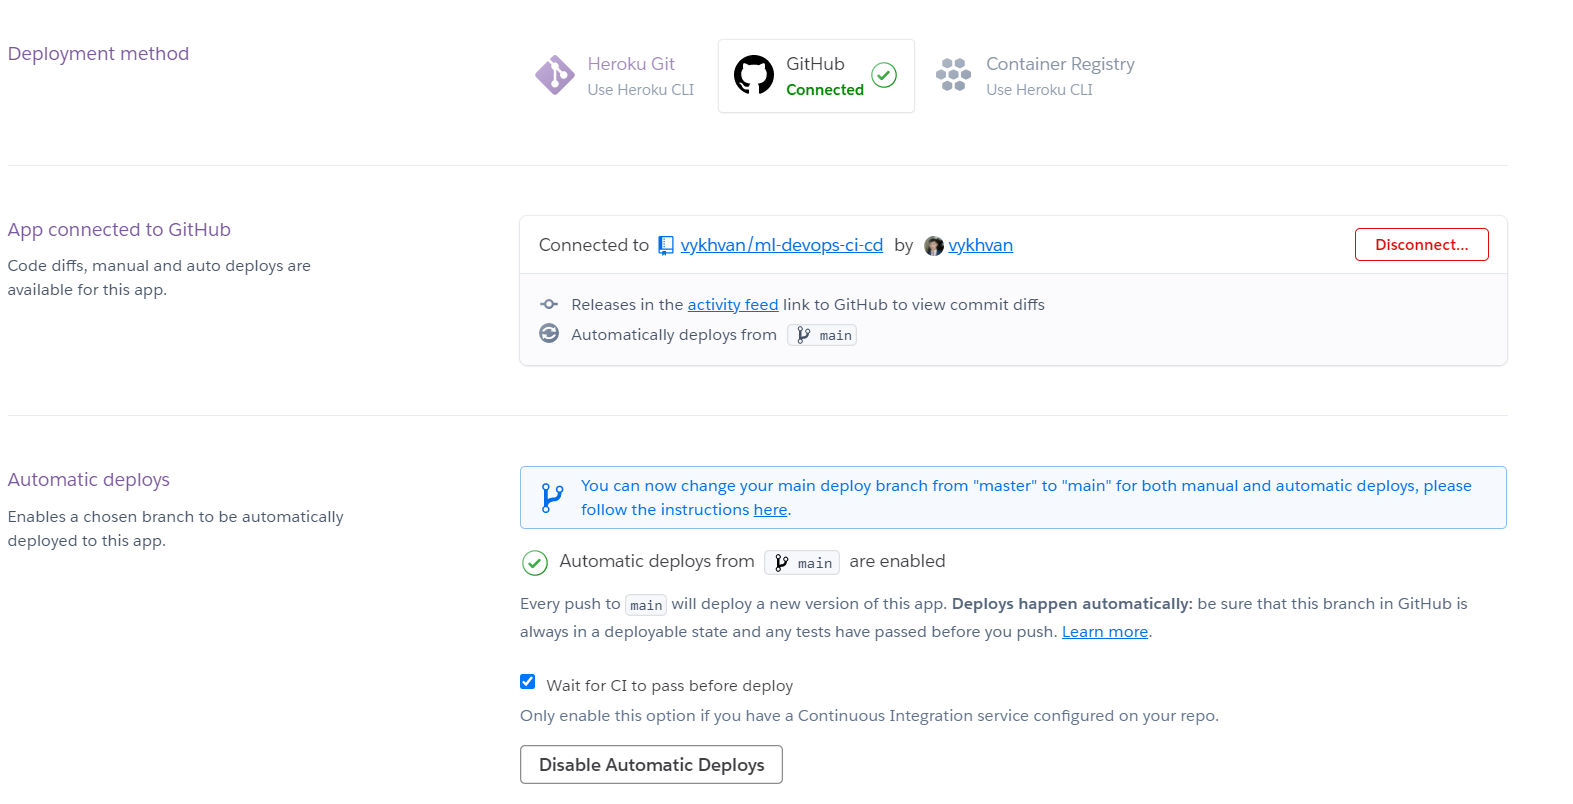 Deployment method
Heroku Git
Use Heroku CLI
GitHub
Connected
Container Registry
Use Heroku CLI
App connected to GitHub
Code diffs, manual and auto deploys are
available for this app.
Connected to vykhvan/ml-devops-ci-cd by vykhvan
Disconnect...
Releases in the activity feed link to GitHub to view commit diffs
Automatically deploys from main
Automatic deploys
Enables a chosen branch to be automatically
deployed to this app.
You can now change your main deploy branch from "master" to "main" for both manual and automatic deploys, please
follow the instructions here.
Automatic deploys from main are enabled
Every push to main will deploy a new version of this app. Deploys happen automatically: be sure that this branch in GitHub is
always in a deployable state and any tests have passed before you push. Learn more.
Wait for CI to pass before deploy
Only enable this option if you have a Continuous Integration service configured on your repo.
Disable Automatic Deploys